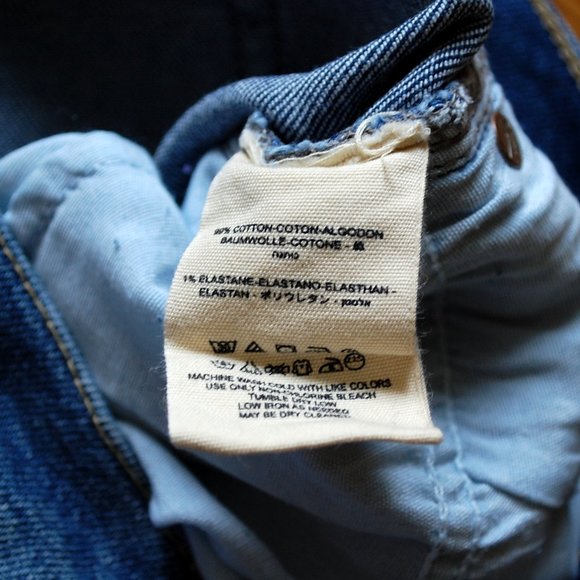 99% COTTON-COTON-ALGODON
BAUMWOLLE-COTONE - 綿
כותנה
1% ELASTANE-ELASTANO-ELASTHAN-
ELASTAN - ポリウレタン - אלסטן
MACHINE WASH COLD WITH LIKE COLORS
USE ONLY NON-CHLORINE BLEACH
TUMBLE DRY LOW
LOW IRON AS NEEDED
MAY BE DRY CLEANED